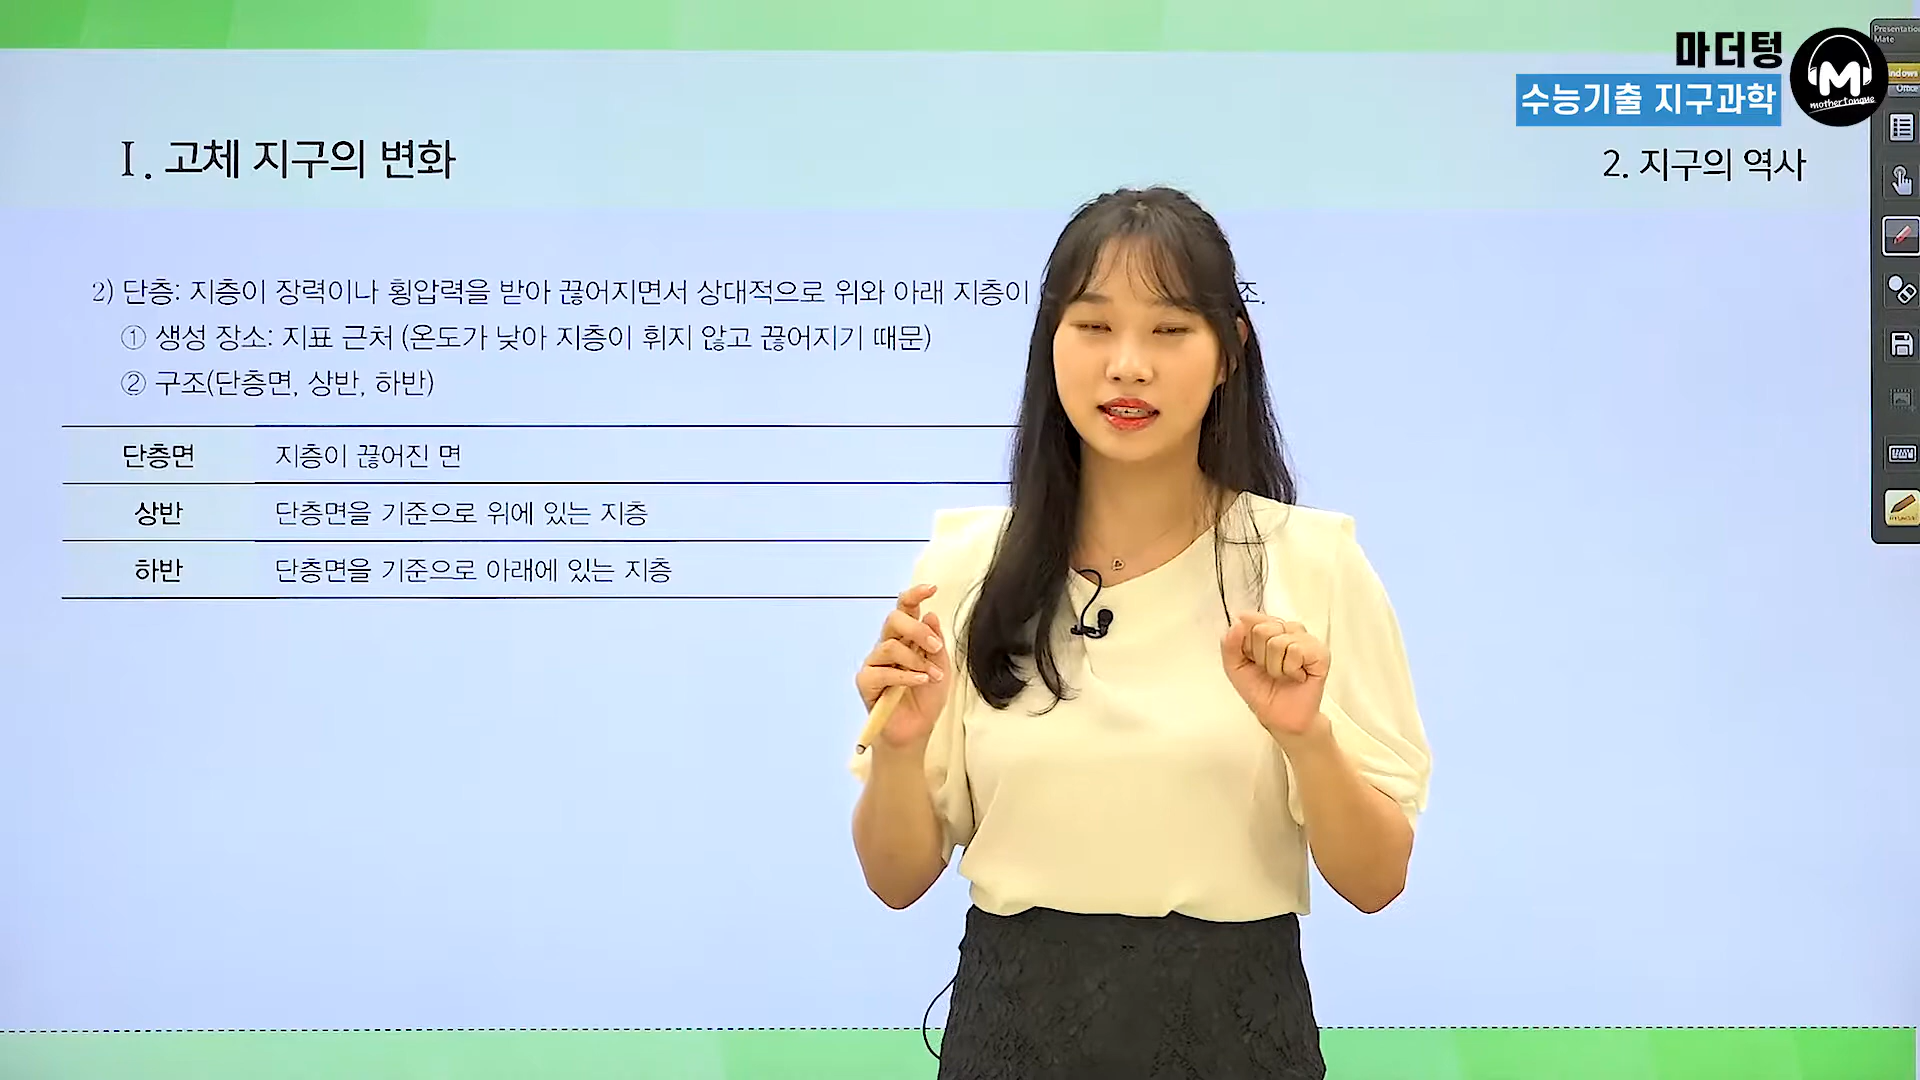 마더텅
수능기출 지구과학
mothertongue
Presentation
Mate
Ⅰ. 고체 지구의 변화
2. 지구의 역사
2) 단층: 지층이 장력이나 횡압력을 받아 끊어지면서 상대적으로 위와 아래 지층이 조.
① 생성 장소: 지표 근처 (온도가 낮아 지층이 휘지 않고 끊어지기 때문)
② 구조(단층면, 상반, 하반)
단층면 지층이 끊어진 면
상반 단층면을 기준으로 위에 있는 지층
하반 단층면을 기준으로 아래에 있는 지층